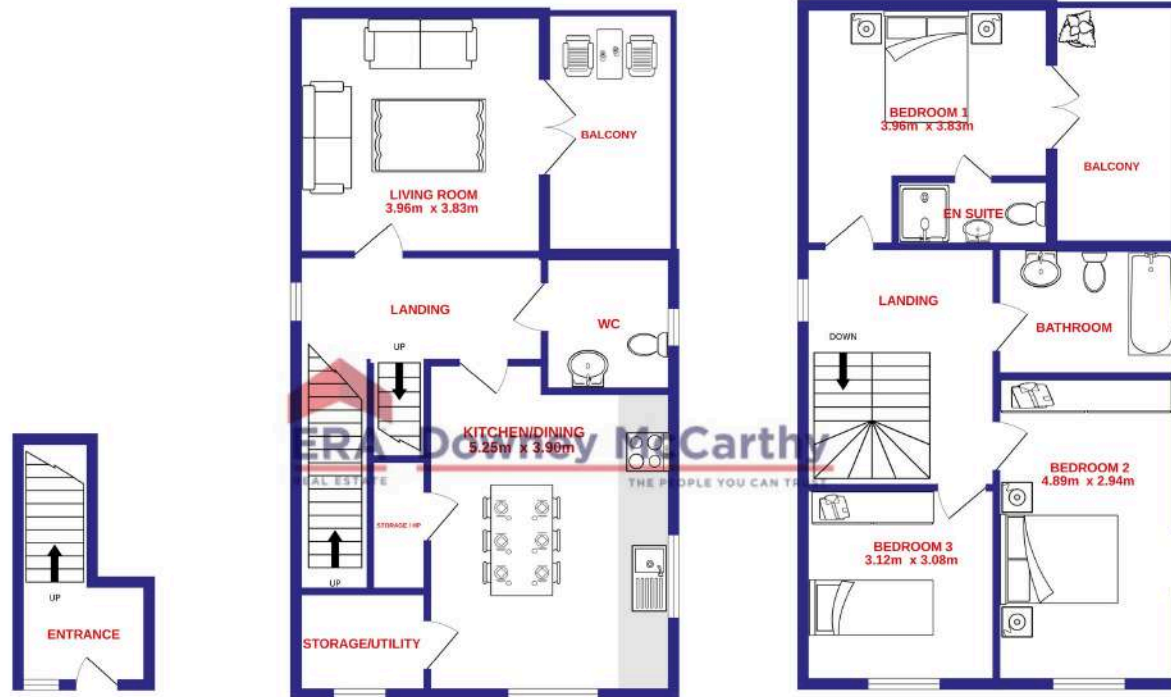 UP
ENTRANCE
LIVING ROOM
3.96m x 3.83m
BALCONY
LANDING
WC
UP
KITCHEN/DINING
5.25m x 3.90m
STORAGE / HP
UP
STORAGE/UTILITY
ERA Downey McCarthy
REAL ESTATE
THE PEOPLE YOU CAN TRUST
BEDROOM 1
3.96m x 3.83m
BALCONY
EN SUITE
LANDING
DOWN
BATHROOM
BEDROOM 2
4.89m x 2.94m
BEDROOM 3
3.12m x 3.08m